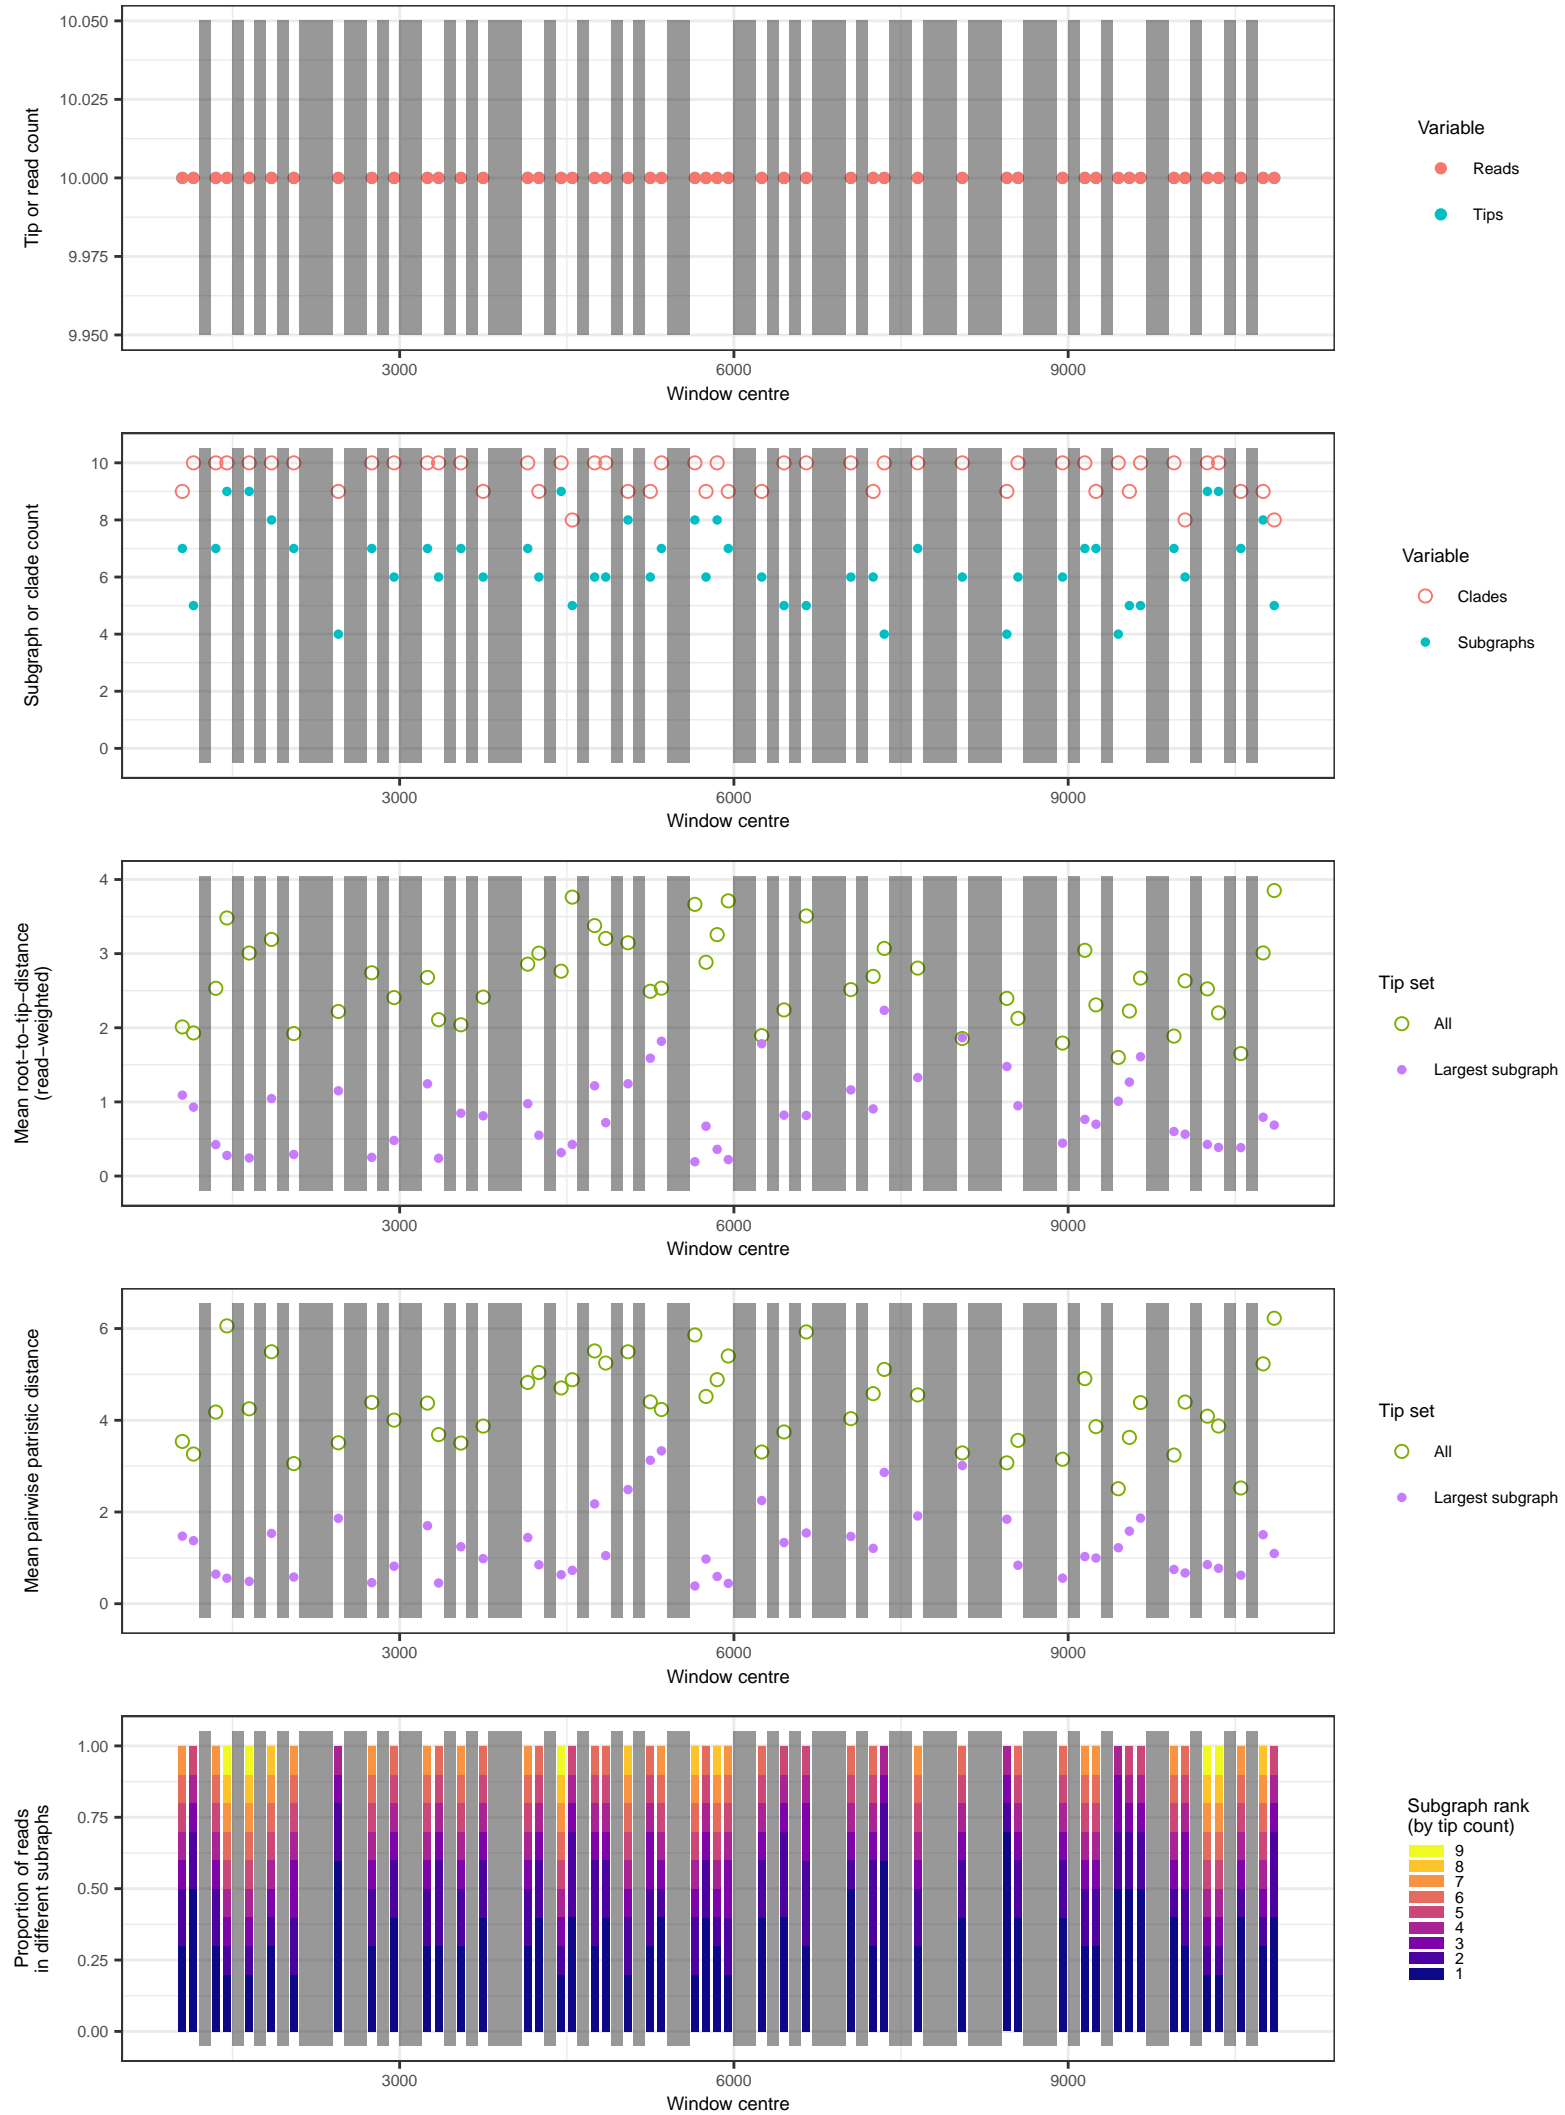 10.050
10.025
10.000
9.975
9.950
Tip or read count
3000
6000
9000
Window centre
Variable
Reads
Tips
10
8
6
4
2
0
Subgraph or clade count
3000
6000
9000
Window centre
Variable
Clades
Subgraphs
4
3
2
1
0
Mean root−to−tip−distance
(read−weighted)
3000
6000
9000
Window centre
Tip set
All
Largest subgraph
6
4
2
0
Mean pairwise patristic distance
3000
6000
9000
Window centre
Tip set
All
Largest subgraph
1.00
0.75
0.50
0.25
0.00
Proportion of reads
in different subraphs
3000
6000
9000
Window centre
Subgraph rank
(by tip count)
9
8
7
6
5
4
3
2
1